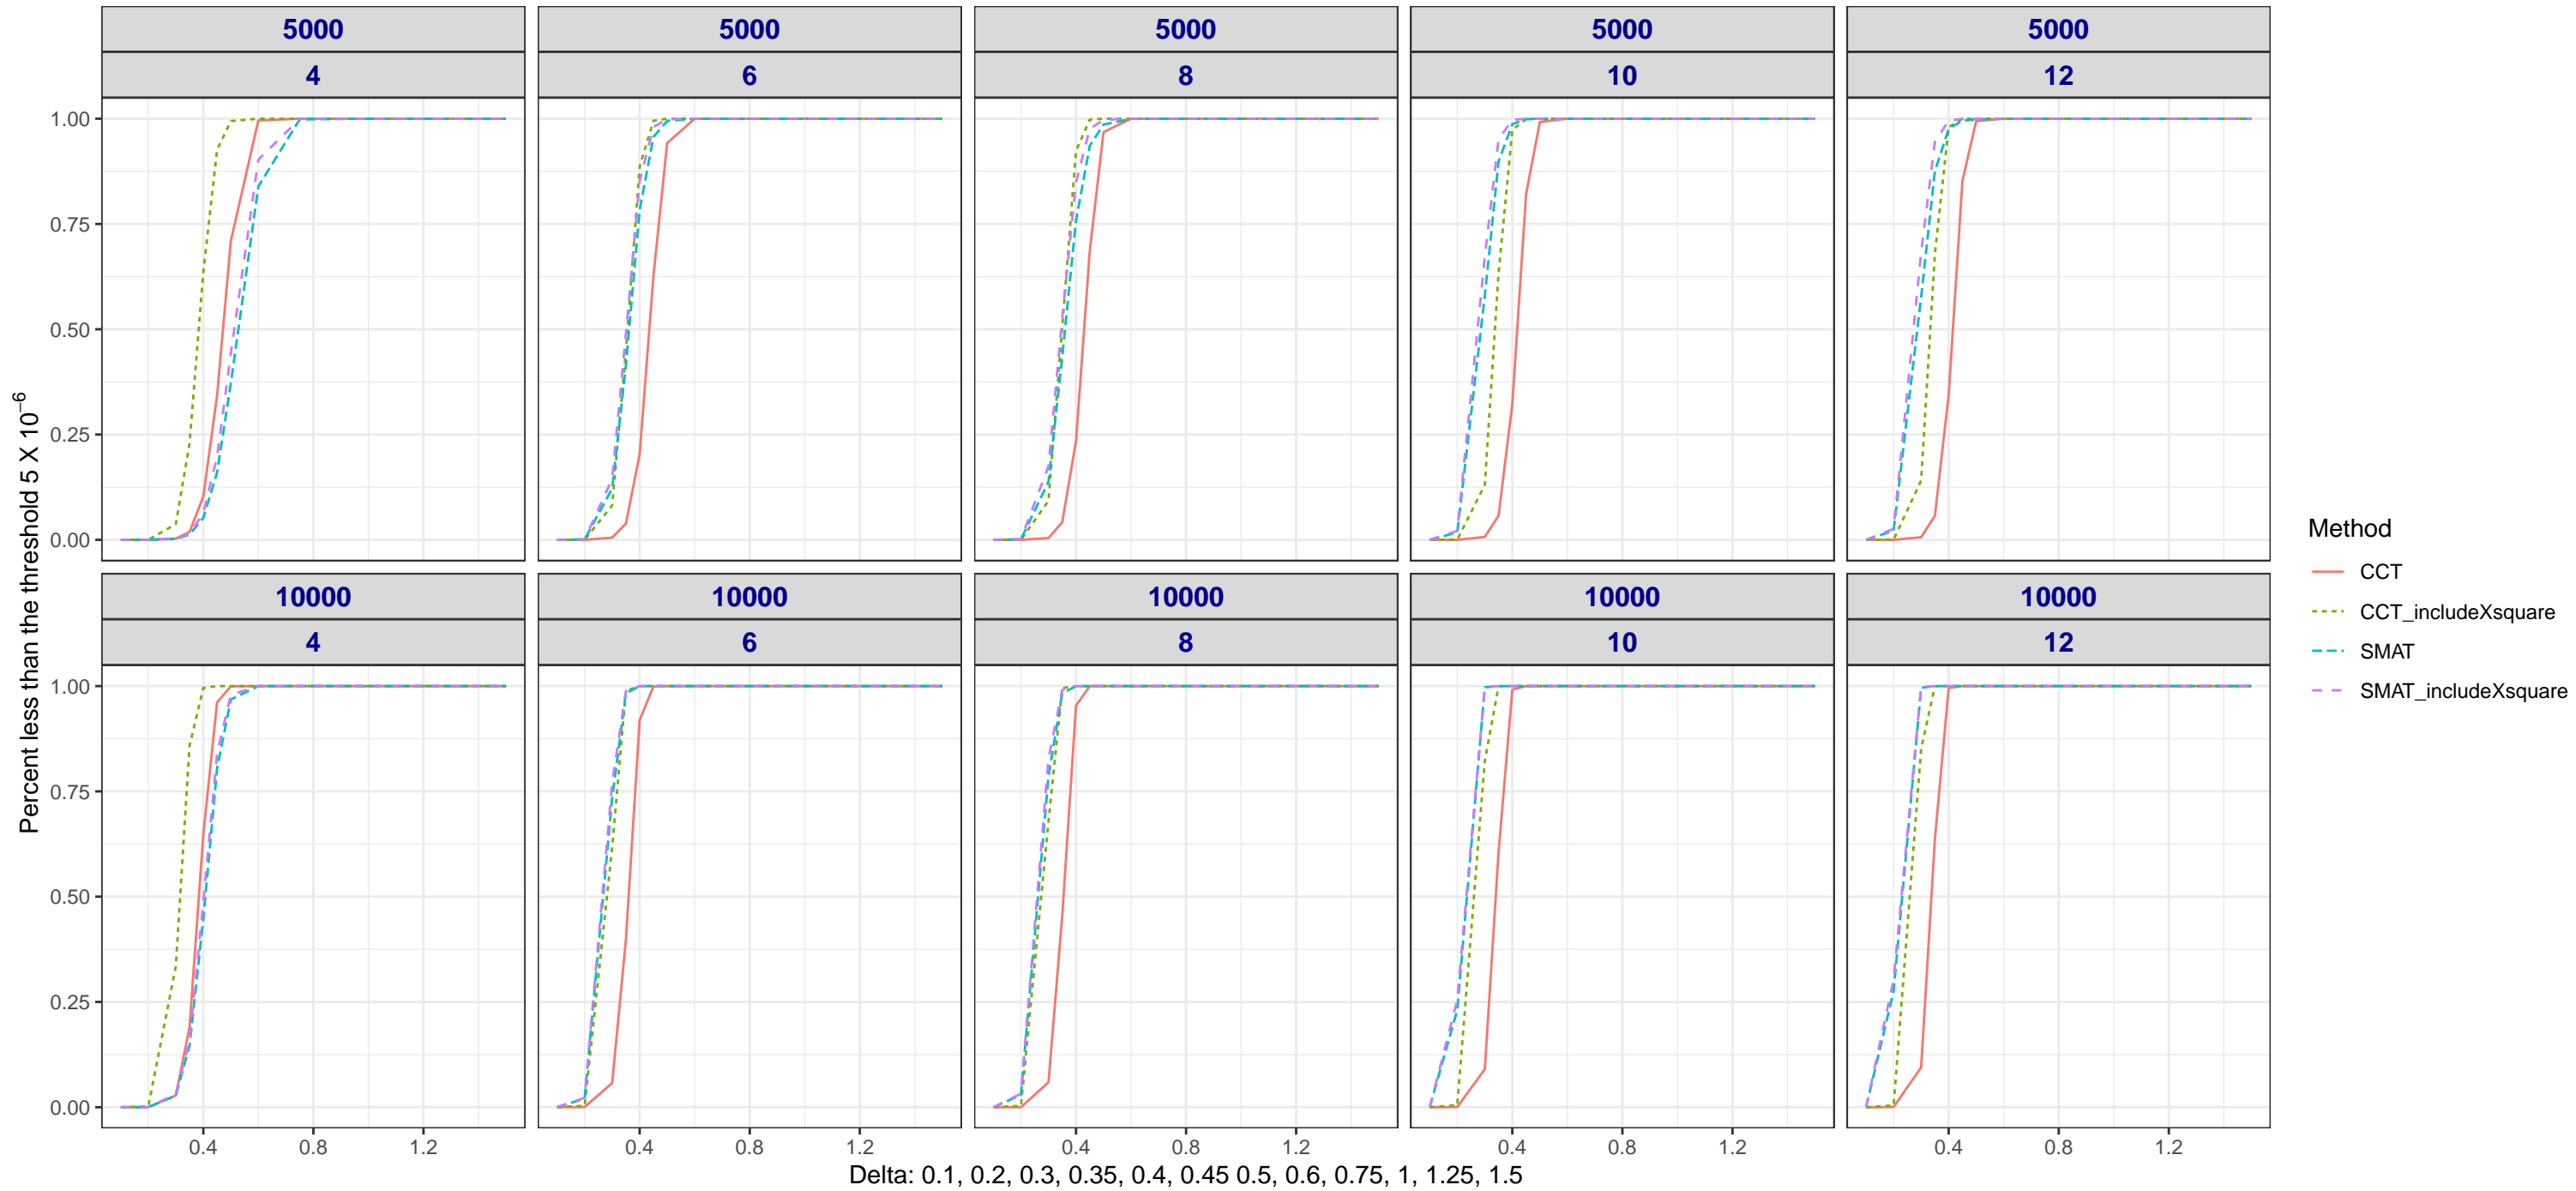 5000 5000 5000 5000 5000
4 6 8 10 12
1.00
0.75
0.50
0.25
0.00
Percent less than the threshold 5 X 10⁻⁶
10000 10000 10000 10000 10000
4 6 8 10 12
1.00
0.75
0.50
0.25
0.00
0.4 0.8 1.2 0.4 0.8 1.2 0.4 0.8 1.2 0.4 0.8 1.2 0.4 0.8 1.2
Delta: 0.1, 0.2, 0.3, 0.35, 0.4, 0.45 0.5, 0.6, 0.75, 1, 1.25, 1.5
Method
CCT
CCT_includeXsquare
SMAT
SMAT_includeXsquare